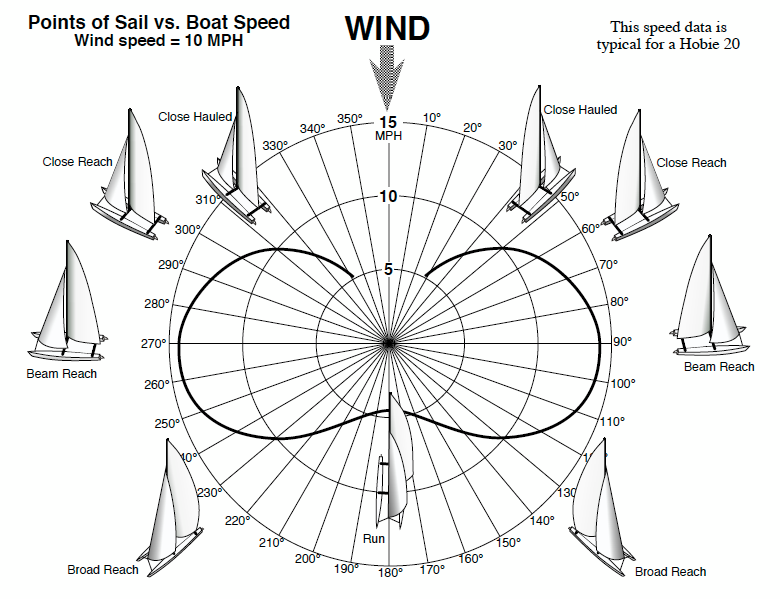 Points of Sail vs. Boat Speed
Wind speed = 10 MPH
WIND
This speed data is
typical for a Hobie 20
Close Hauled
Close Hauled
Close Reach
Close Reach
340°
350°
15
MPH
10°
20°
330°
30°
310°
10
50°
300°
60°
290°
5
70°
280°
80°
270°
90°
260°
100°
Beam Reach
Beam Reach
250°
110°
230°
220°
140°
210°
Run
150°
200°
190°
180°
170°
160°
Broad Reach
Broad Reach